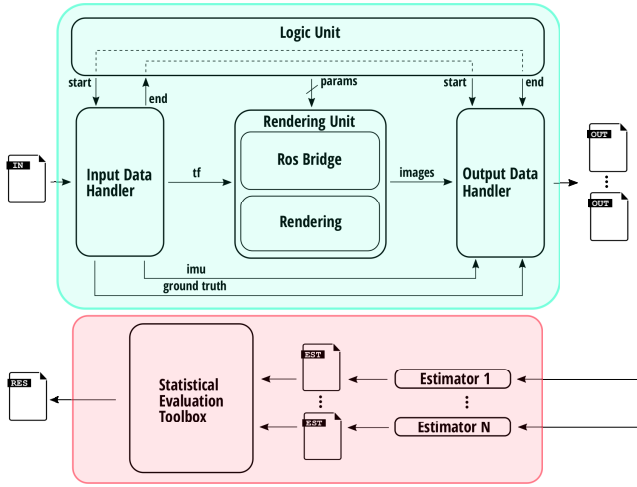 Logic Unit
start
end
params
start
end
IN
Input Data
Handler
tf
Rendering Unit
Ros Bridge
Rendering
images
Output Data
Handler
OUT
OUT
imu
ground truth
RES
Statistical
Evaluation
Toolbox
EST
EST
Estimator 1
Estimator N